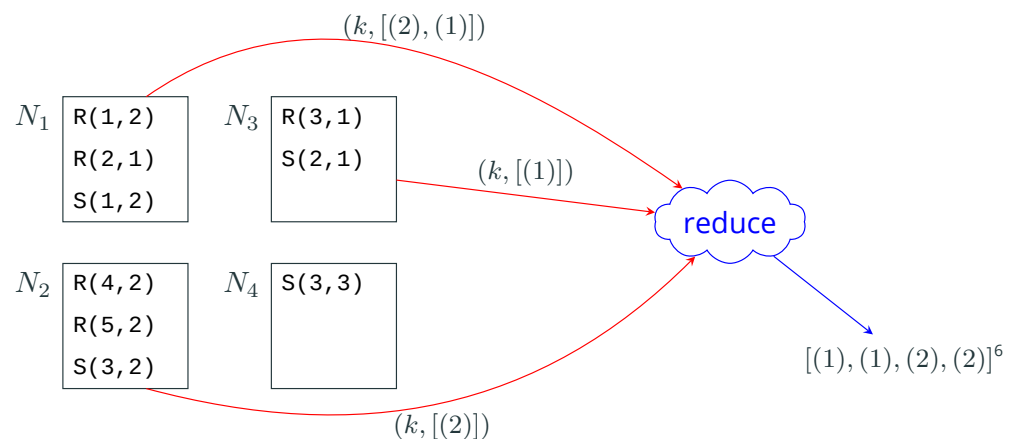 (k, [(2), (1)])
N₁
R(1,2)
R(2,1)
S(1,2)
N₃
R(3,1)
S(2,1)
(k, [(1)])
reduce
N₂
R(4,2)
R(5,2)
S(3,2)
N₄
S(3,3)
[(1), (1), (2), (2)]⁶
(k, [(2)])